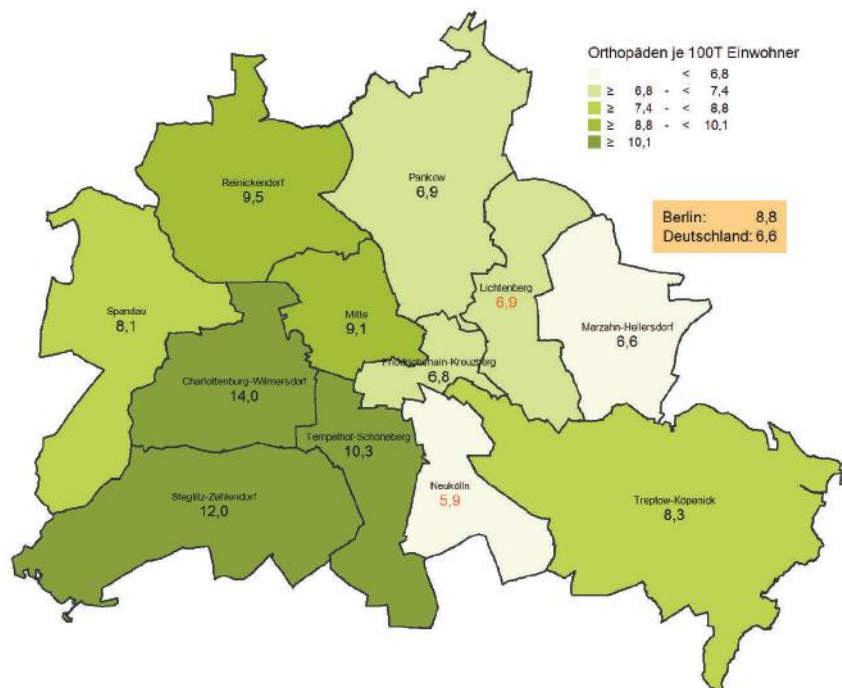 Orthopäden je 100T Einwohner
< 6,8
≥ 6,8 - < 7,4
≥ 7,4 - < 8,8
≥ 8,8 - < 10,1
≥ 10,1
Berlin: 8,8
Deutschland: 6,6
Reinickendorf
9,5
Pankow
6,9
Lichtenberg
6,9
Marzahn-Hellersdorf
6,6
Spandau
8,1
Mitte
9,1
Friedrichshain-Kreuzberg
6,8
Charlottenburg-Wilmersdorf
14,0
Tempelhof-Schöneberg
10,3
Steglitz-Zehlendorf
12,0
Neukölln
5,9
Treptow-Köpenick
8,3